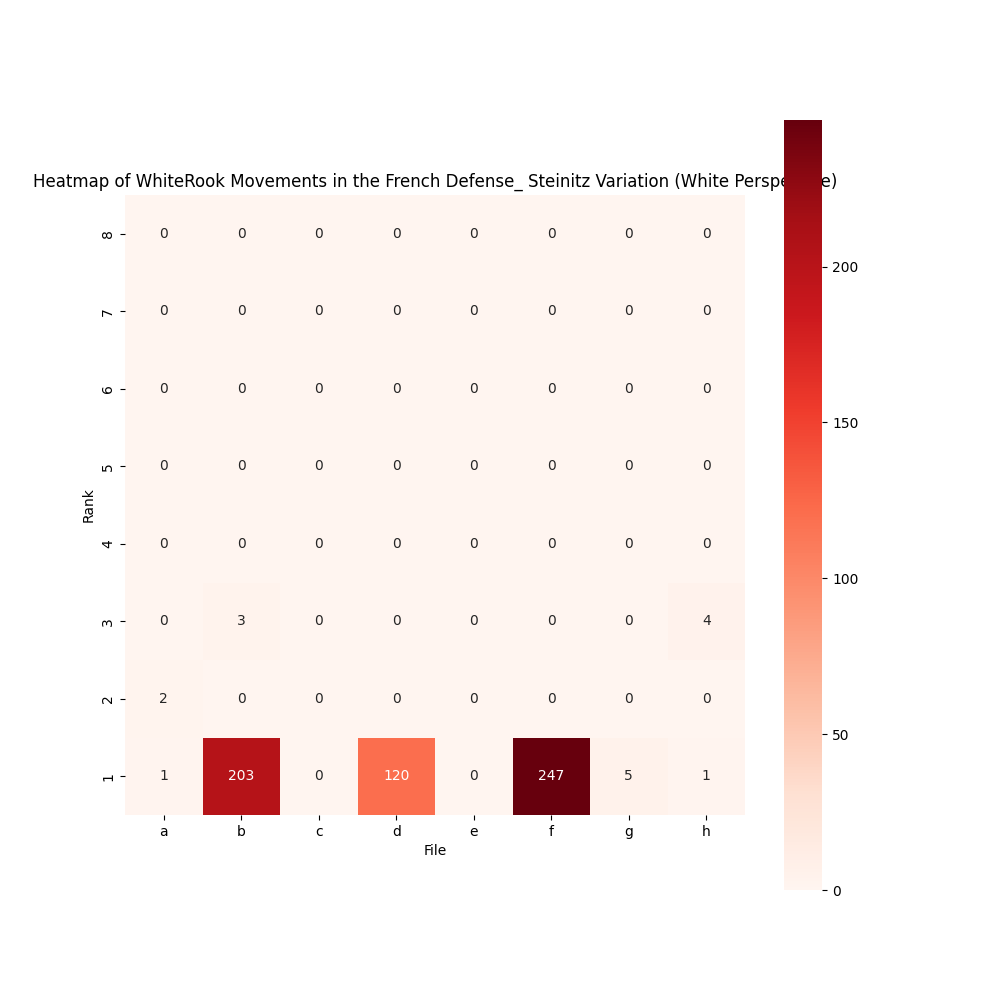 Heatmap of WhiteRook Movements in the French Defense_ Steinitz Variation (White Perspe e)
8 0 0 0 0 0 0 0 0
7 0 0 0 0 0 0 0 0
6 0 0 0 0 0 0 0 0
5 0 0 0 0 0 0 0 0
4 0 0 0 0 0 0 0 0
3 0 3 0 0 0 0 0 4
2 2 0 0 0 0 0 0 0
1 1 203 0 120 0 247 5 1
a b c d e f g h
File
Rank
200
150
100
50
0